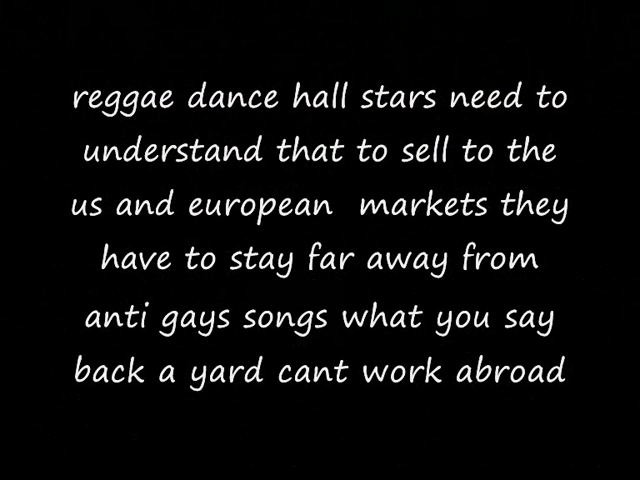 reggae dance hall stars need to
understand that to sell to the
us and european markets they
have to stay far away from
anti gays songs what you say
back a yard cant work abroad